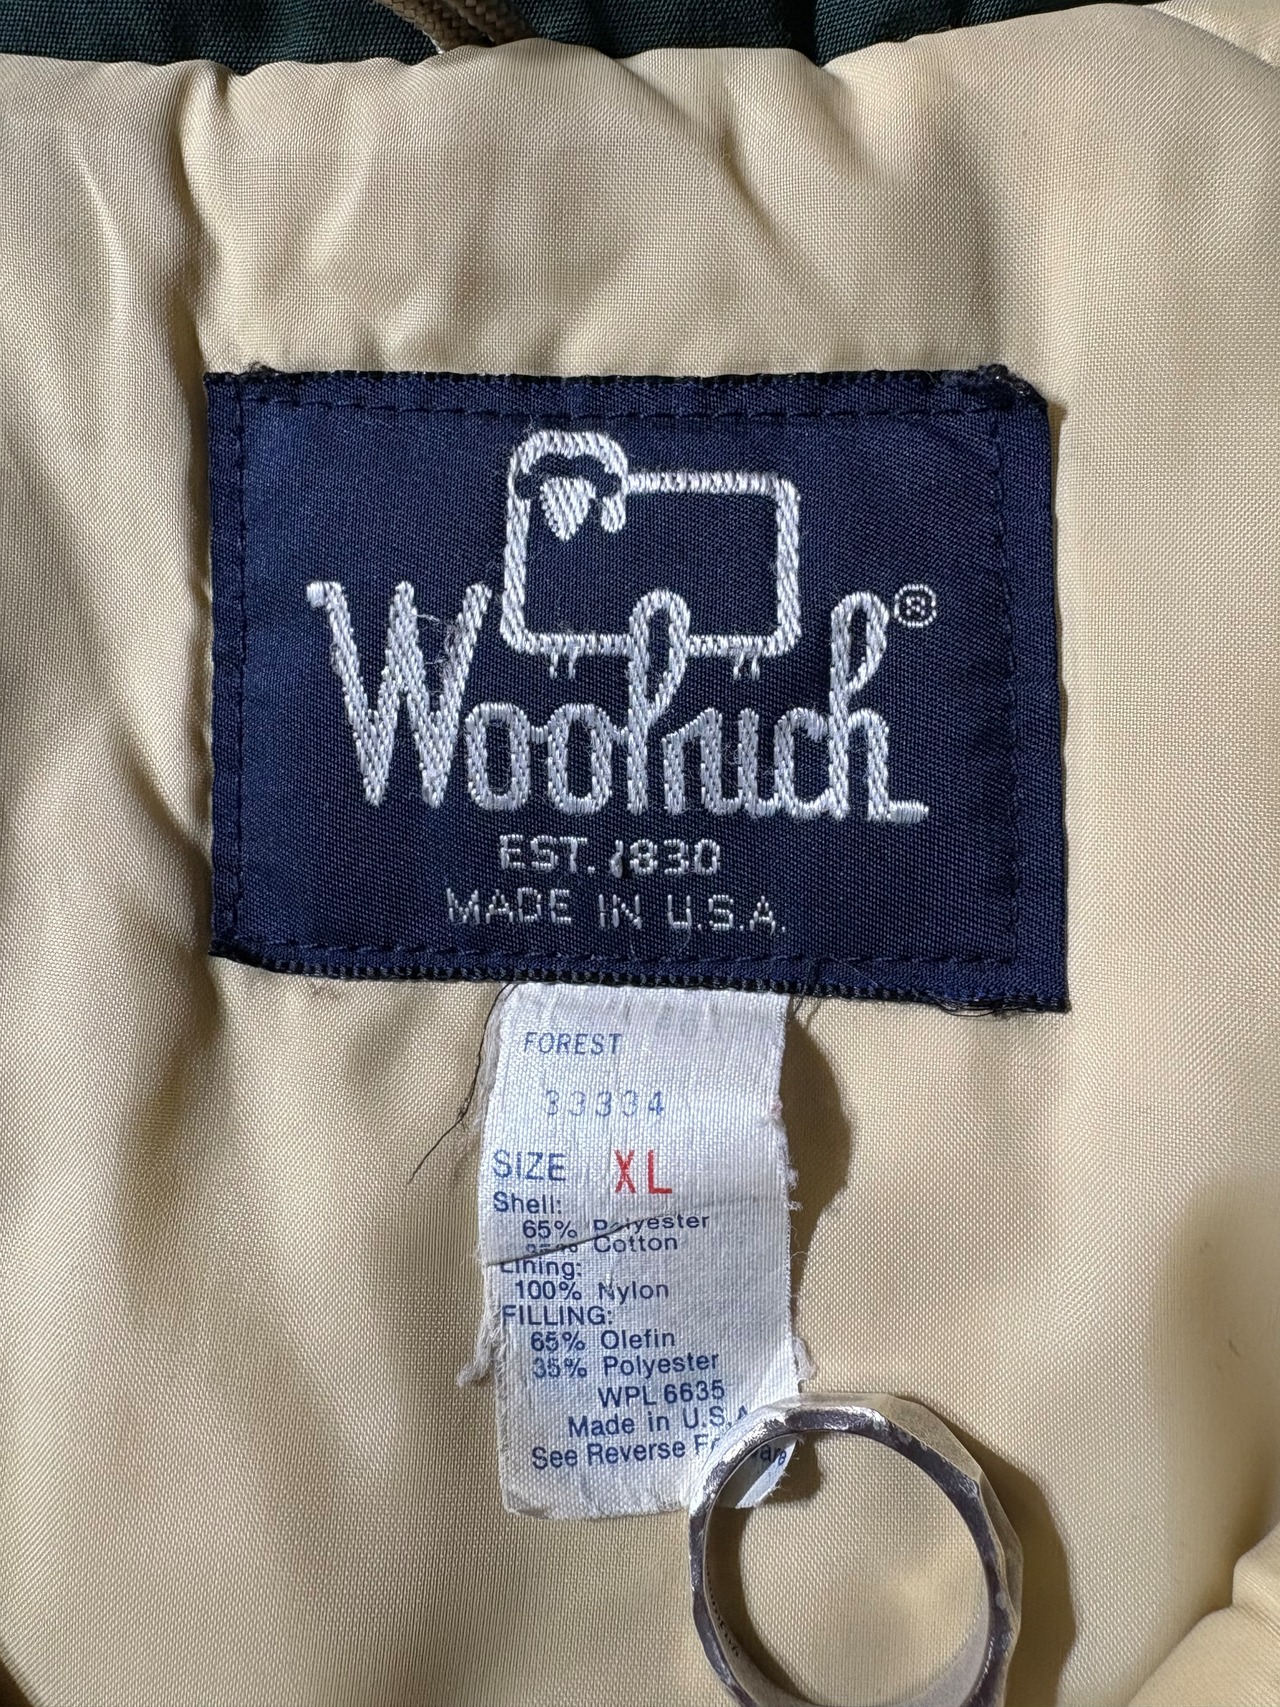 Woolrich®
EST. 1830
MADE IN U.S.A.
FOREST
33334
SIZE XL
Shell:
65% Polyester
35% Cotton
Lining:
100% Nylon
FILLING:
65% Olefin
35% Polyester
WPL 6635
Made in U.S.A.
See Reverse